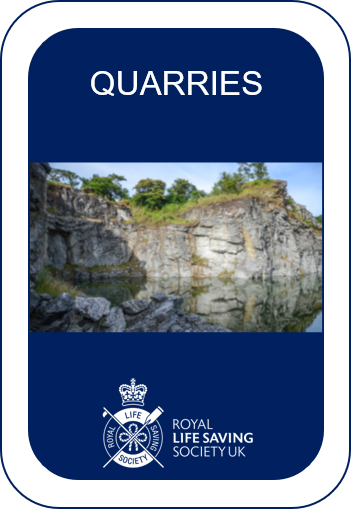 QUARRIES
ROYAL
LIFE SAVING
SOCIETY UK
LIFE
ROYAL
SAVING
SOCIETY